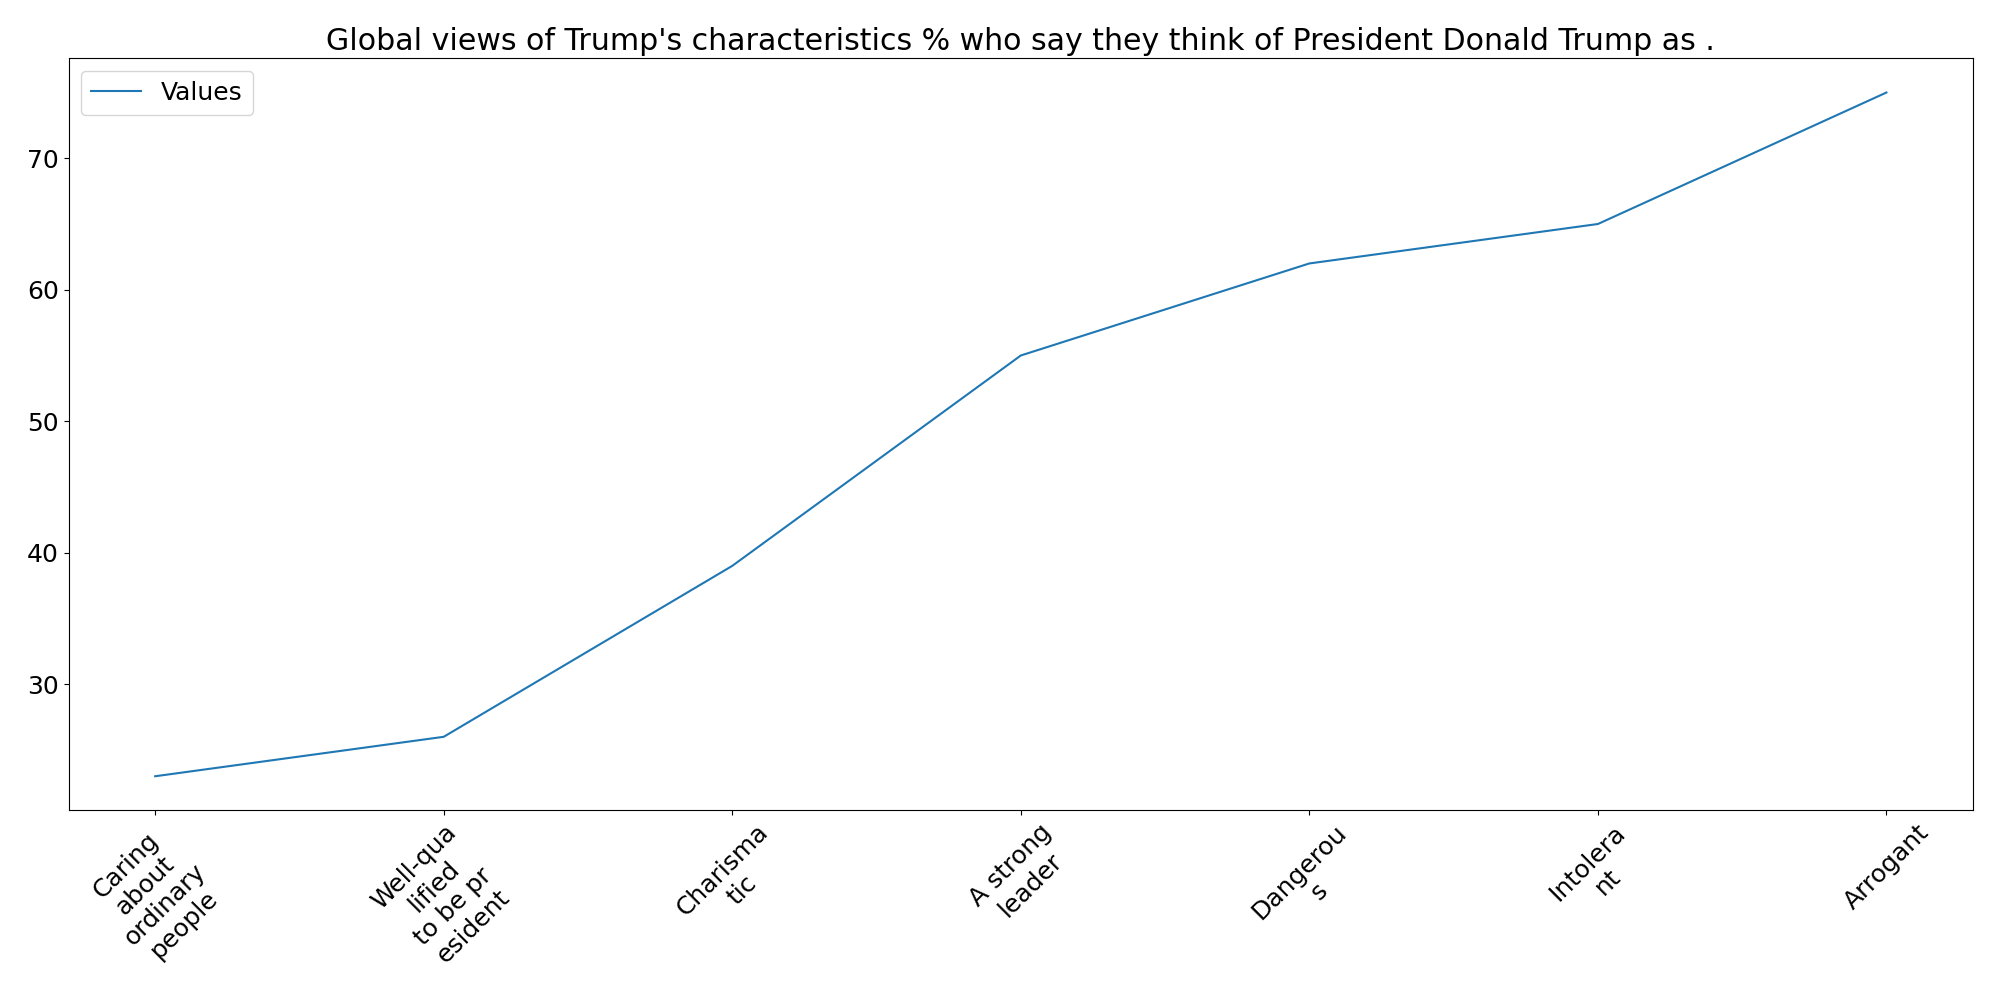 Global views of Trump's characteristics % who say they think of President Donald Trump as .
Values
70
60
50
40
30
Caring
about
ordinary
people
Well-qua
lified
to be pr
esident
Charisma
tic
A strong
leader
Dangerou
s
Intolera
nt
Arrogant